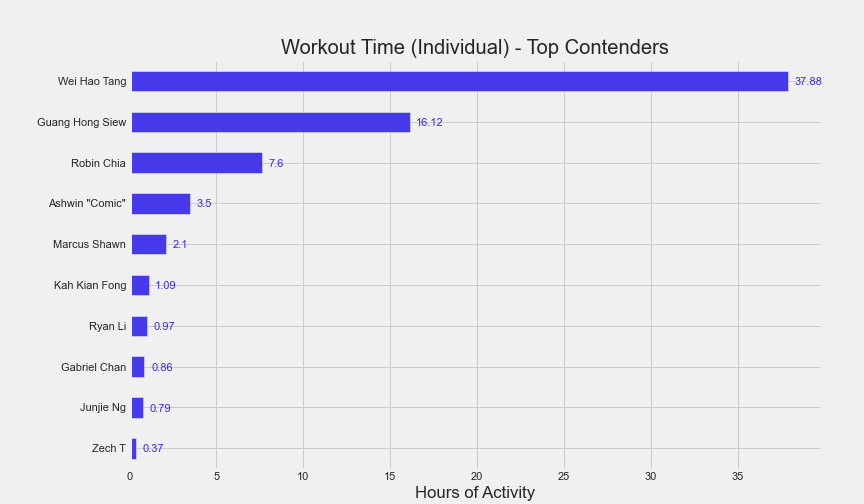 Workout Time (Individual) - Top Contenders
Wei Hao Tang 37.88
Guang Hong Siew 16.12
Robin Chia 7.6
Ashwin "Comic" 3.5
Marcus Shawn 2.1
Kah Kian Fong 1.09
Ryan Li 0.97
Gabriel Chan 0.86
Junjie Ng 0.79
Zech T 0.37
0 5 10 15 20 25 30 35
Hours of Activity